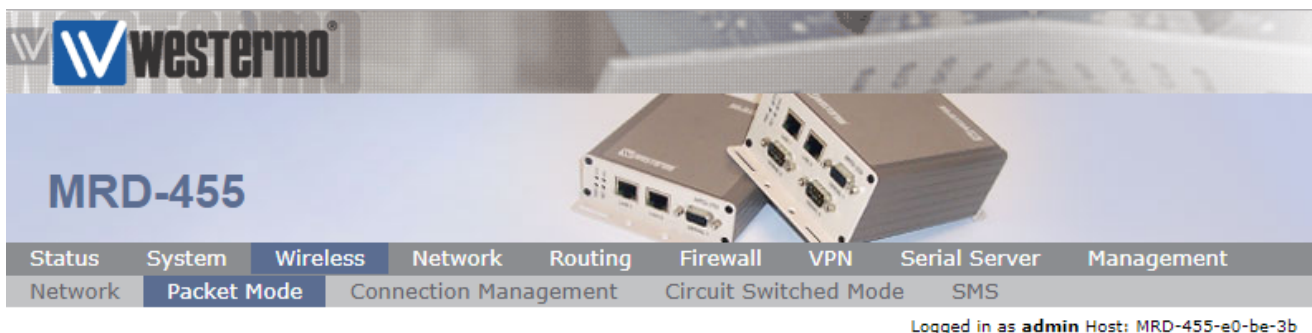 westermo®
MRD-455
Status System Wireless Network Routing Firewall VPN Serial Server Management
Network Packet Mode Connection Management Circuit Switched Mode SMS
Logged in as admin Host: MRD-455-e0-be-3b